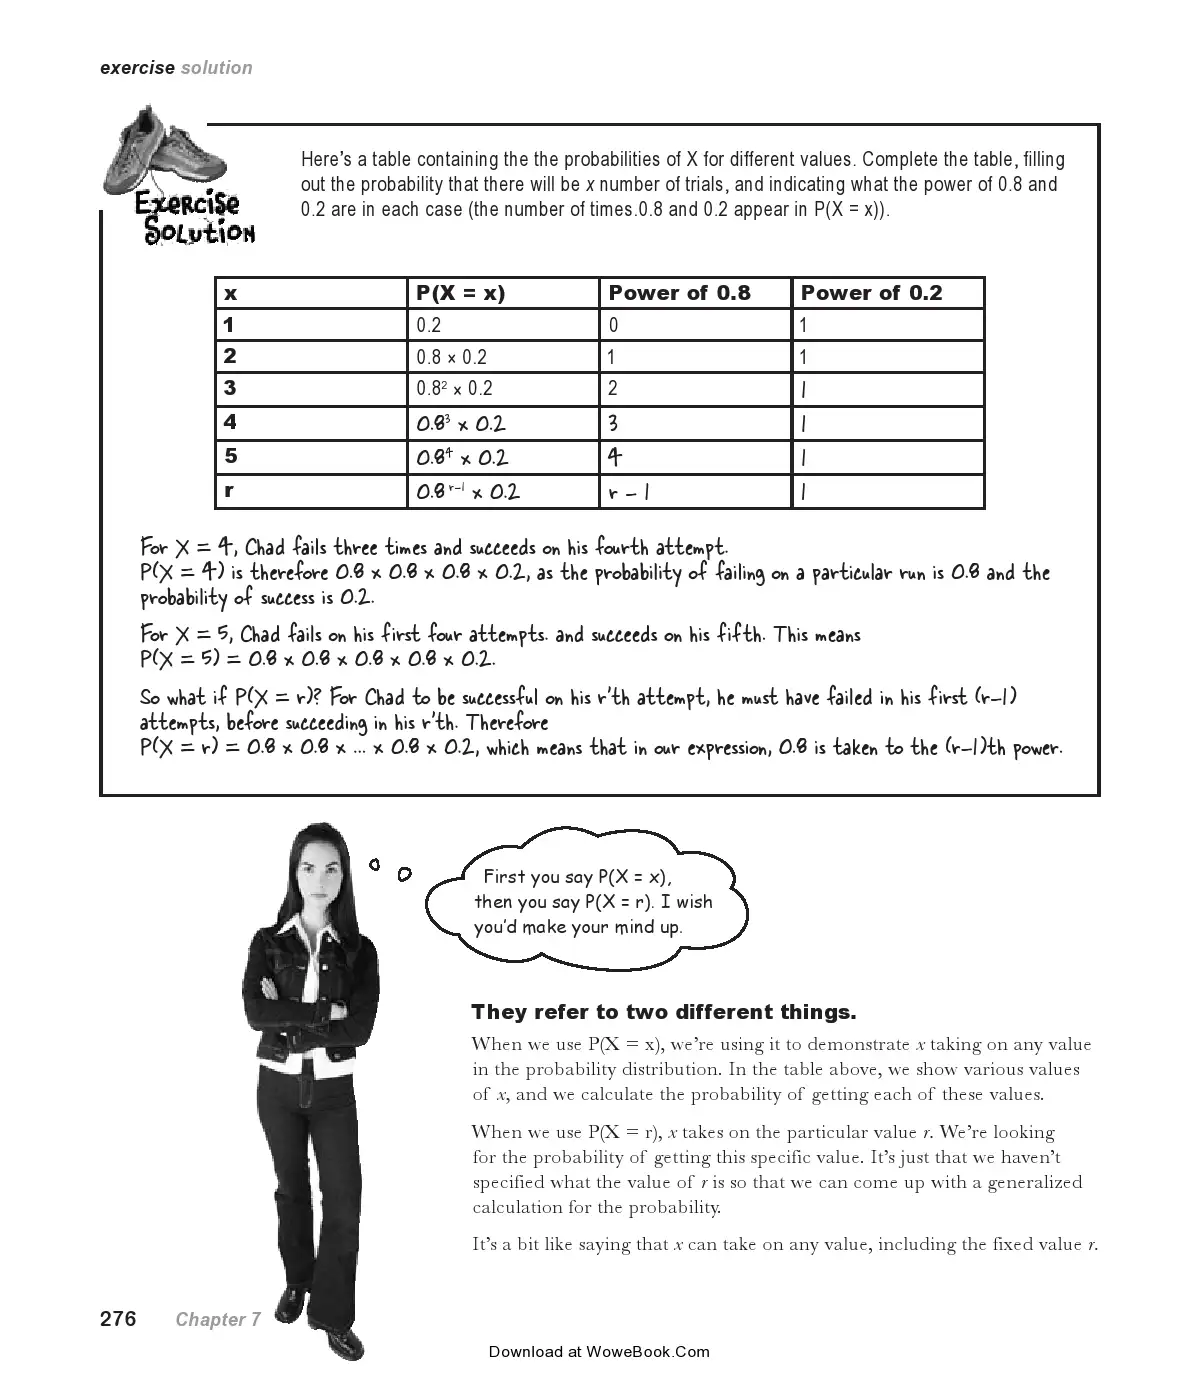 exercise solution
Exercise
Solution
Here's a table containing the the probabilities of X for different values. Complete the table, filling
out the probability that there will be x number of trials, and indicating what the power of 0.8 and
0.2 are in each case (the number of times.0.8 and 0.2 appear in P(X = x)).
x P(X = x) Power of 0.8 Power of 0.2
1 0.2 0 1
2 0.8 × 0.2 1 1
3 0.8² × 0.2 2 1
4 0.8³ × 0.2 3 1
5 0.8⁴ × 0.2 4 1
r 0.8 ʳ⁻¹ × 0.2 r – 1 1
For X = 4, Chad fails three times and succeeds on his fourth attempt.
P(X = 4) is therefore 0.8 × 0.8 × 0.8 × 0.2, as the probability of failing on a particular run is 0.8 and the
probability of success is 0.2.
For X = 5, Chad fails on his first four attempts. and succeeds on his fifth. This means
P(X = 5) = 0.8 × 0.8 × 0.8 × 0.8 × 0.2.
So what if P(X = r)? For Chad to be successful on his r'th attempt, he must have failed in his first (r–1)
attempts, before succeeding in his r'th. Therefore
P(X = r) = 0.8 × 0.8 × ... × 0.8 × 0.2, which means that in our expression, 0.8 is taken to the (r–1)th power.
First you say P(X = x),
then you say P(X = r). I wish
you'd make your mind up.
They refer to two different things.
When we use P(X = x), we're using it to demonstrate x taking on any value
in the probability distribution. In the table above, we show various values
of x, and we calculate the probability of getting each of these values.
When we use P(X = r), x takes on the particular value r. We're looking
for the probability of getting this specific value. It's just that we haven't
specified what the value of r is so that we can come up with a generalized
calculation for the probability.
It's a bit like saying that x can take on any value, including the fixed value r.
276 Chapter 7
Download at WoweBook.Com